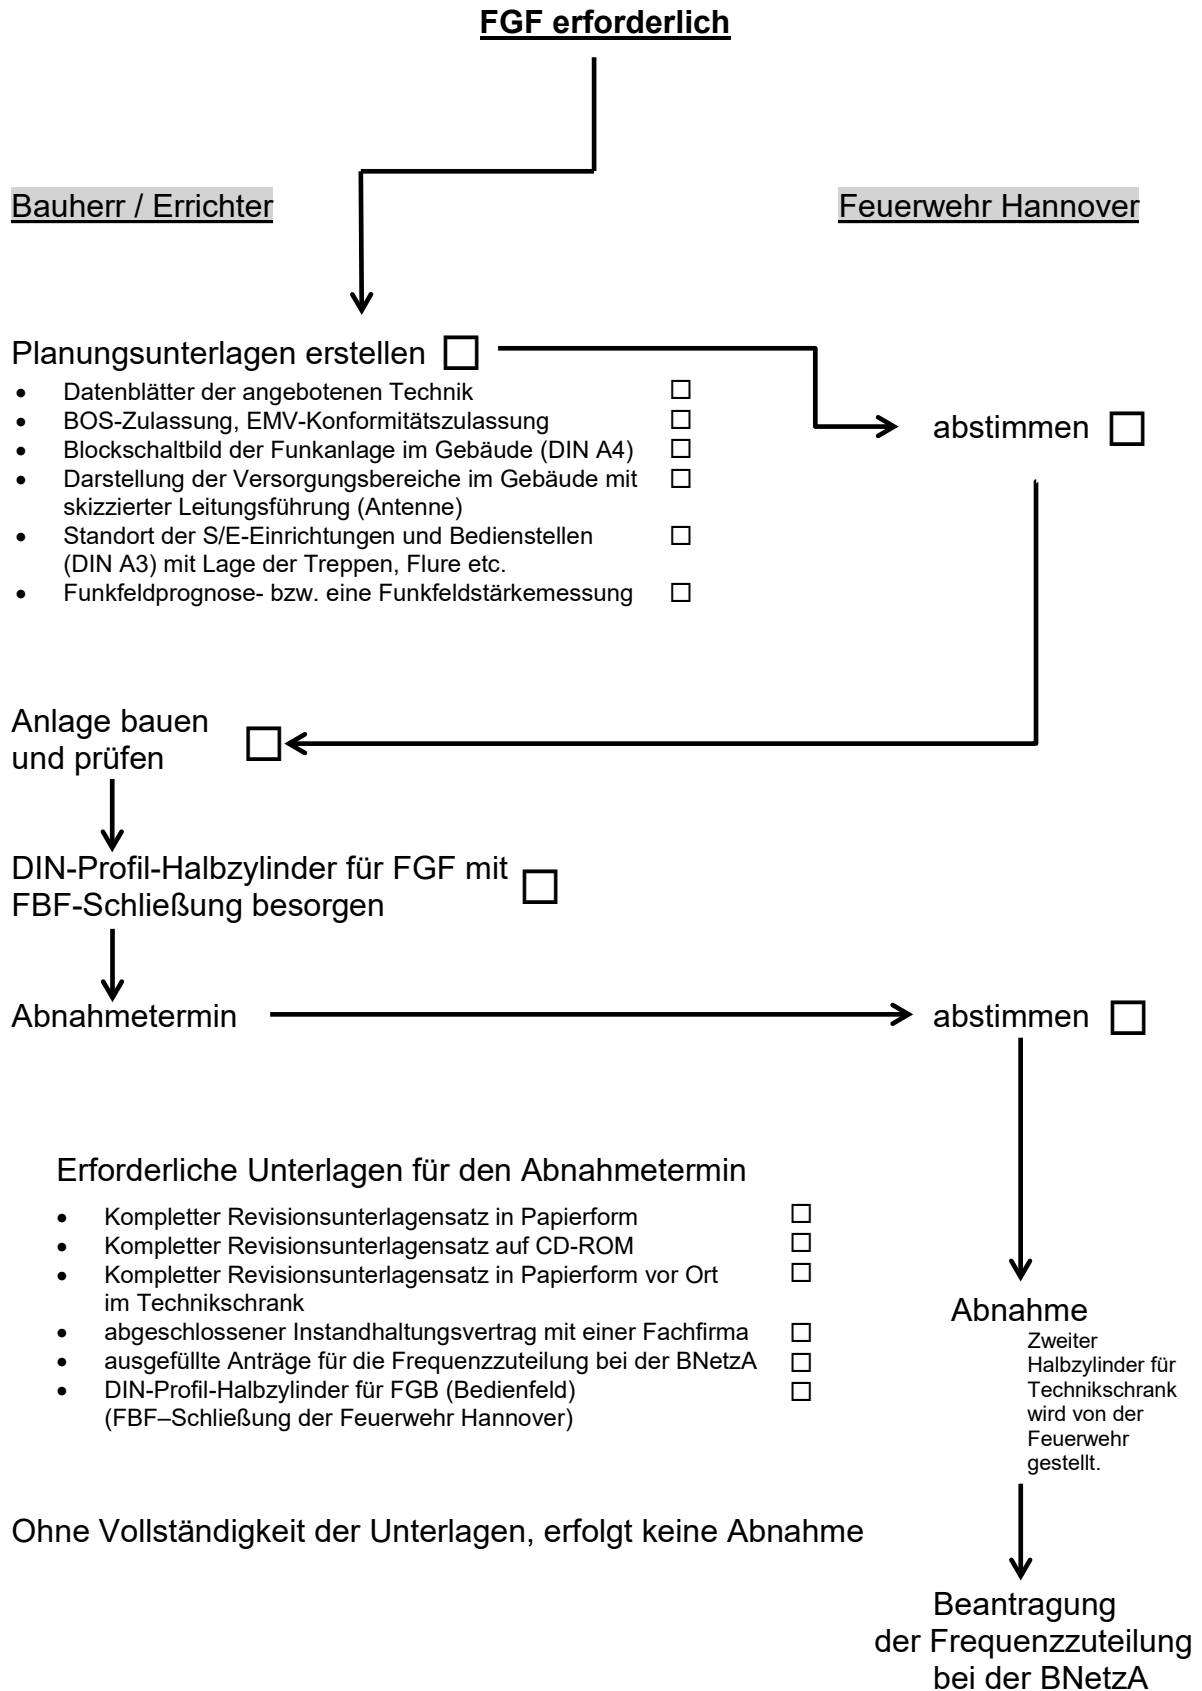 FGF erforderlich
Bauherr / Errichter
Feuerwehr Hannover
Planungsunterlagen erstellen
• Datenblätter der angebotenen Technik
• BOS-Zulassung, EMV-Konformitätszulassung
• Blockschaltbild der Funkanlage im Gebäude (DIN A4)
• Darstellung der Versorgungsbereiche im Gebäude mit
skizzierter Leitungsführung (Antenne)
• Standort der S/E-Einrichtungen und Bedienstellen
(DIN A3) mit Lage der Treppen, Flure etc.
• Funkfeldprognose- bzw. eine Funkfeldstärkemessung
abstimmen
Anlage bauen
und prüfen
DIN-Profil-Halbzylinder für FGF mit
FBF-Schließung besorgen
Abnahmetermin
abstimmen
Erforderliche Unterlagen für den Abnahmetermin
• Kompletter Revisionsunterlagensatz in Papierform
• Kompletter Revisionsunterlagensatz auf CD-ROM
• Kompletter Revisionsunterlagensatz in Papierform vor Ort
im Technikschrank
• abgeschlossener Instandhaltungsvertrag mit einer Fachfirma
• ausgefüllte Anträge für die Frequenzzuteilung bei der BNetzA
• DIN-Profil-Halbzylinder für FGB (Bedienfeld)
(FBF–Schließung der Feuerwehr Hannover)
Abnahme
Zweiter
Halbzylinder für
Technikschrank
wird von der
Feuerwehr
gestellt.
Ohne Vollständigkeit der Unterlagen, erfolgt keine Abnahme
Beantragung
der Frequenzzuteilung
bei der BNetzA